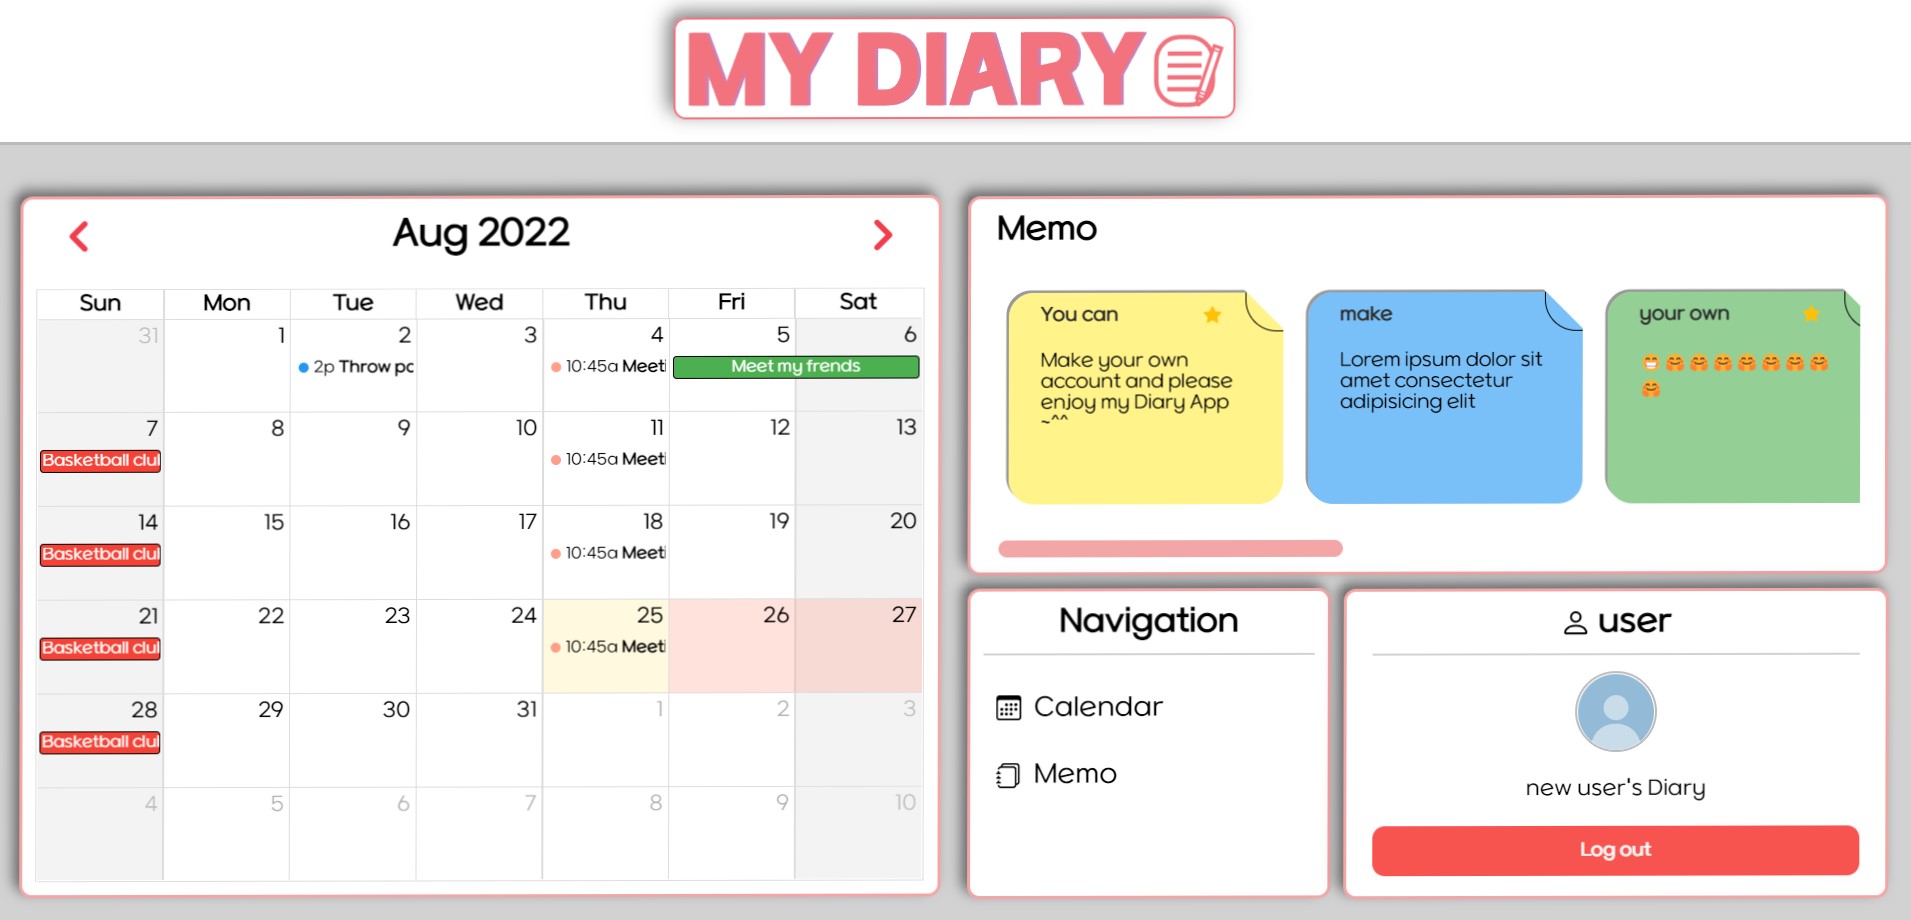 MY DIARY
Aug 2022
Sun Mon Tue Wed Thu Fri Sat
31 1 2 3 4 5 6
2p Throw pc 10:45a Meeti Meet my frends
7 8 9 10 11 12 13
Basketball clul 10:45a Meeti
14 15 16 17 18 19 20
Basketball clul 10:45a Meeti
21 22 23 24 25 26 27
Basketball clul 10:45a Meeti
28 29 30 31 1 2 3
Basketball clul
4 5 6 7 8 9 10
Memo
You can
Make your own
account and please
enjoy my Diary App
~^^
make
Lorem ipsum dolor sit
amet consectetur
adipisicing elit
your own
😁🤗🤗🤗🤗🤗🤗🤗
🤗
Navigation
Calendar
Memo
user
new user's Diary
Log out